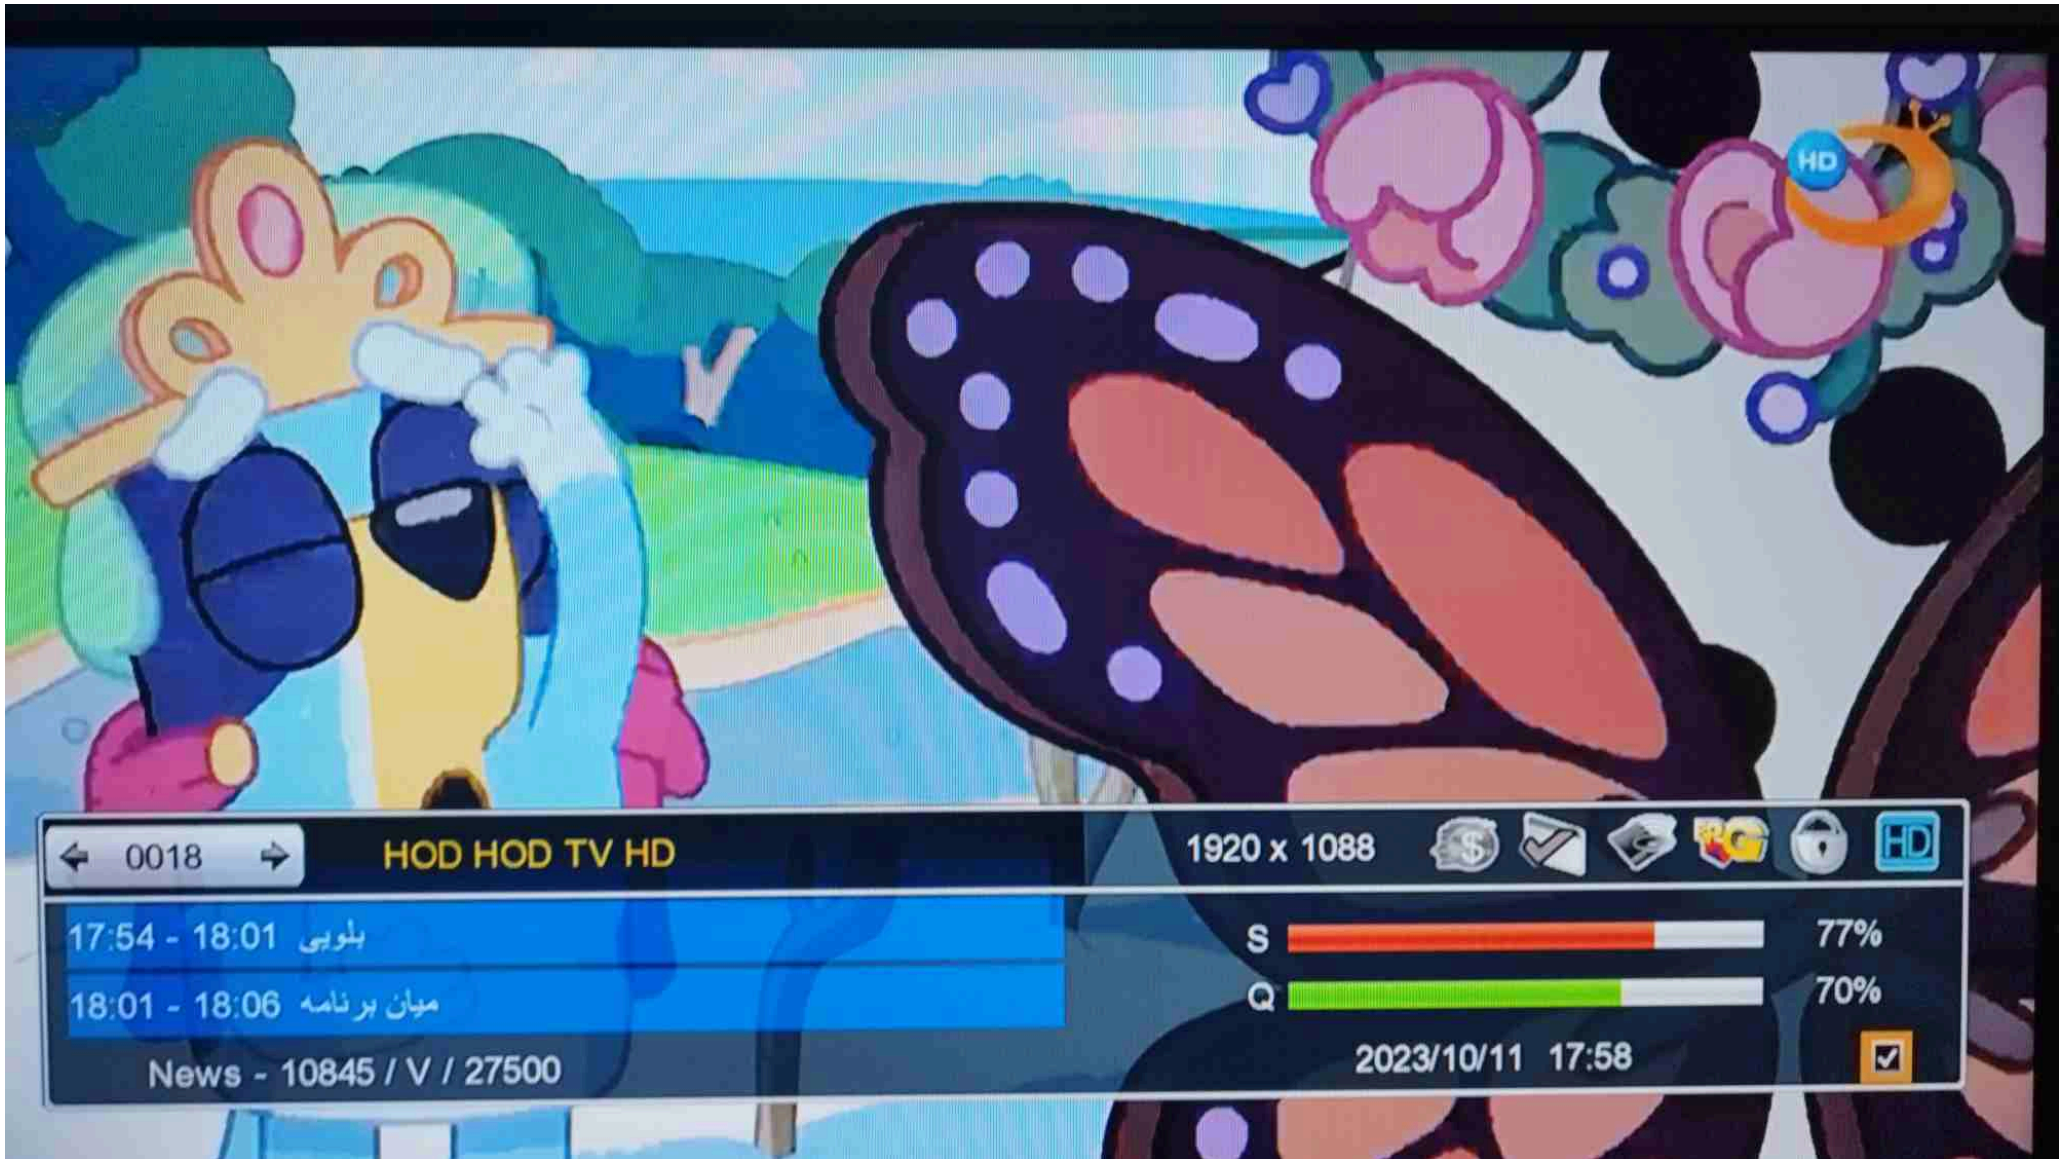 HD
0018 HOD HOD TV HD 1920 x 1088 $ G HD
17:54 - 18:01 بلویی
S 77%
18:01 - 18:06 میان برنامه
Q 70%
News - 10845 / V / 27500
2023/10/11 17:58